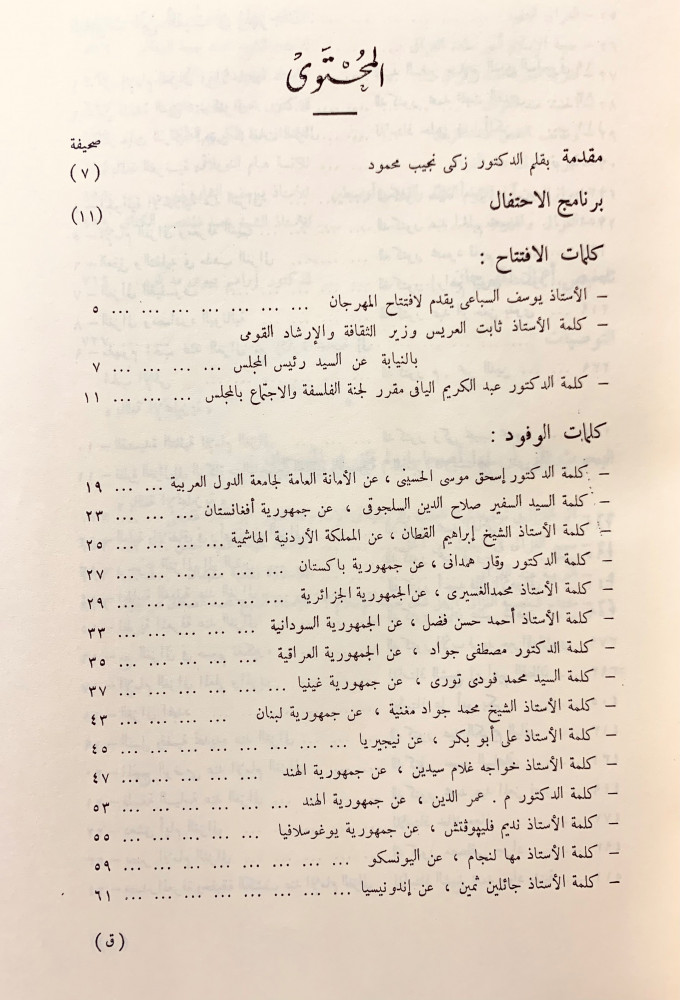 المحتوى
صحيفة
مقدمة بقلم الدكتور زكى نجيب محمود (٧)
برنامج الاحتفال (١١)
كلمات الافتتاح :
– الأستاذ يوسف السباعى يقدم لافتتاح المهرجان ... ... ... ... ... ... ... ... ٥
– كلمة الأستاذ ثابت العريس وزير الثقافة والإرشاد القومى
بالنيابة عن السيد رئيس المجلس ... ... ... ... ٧
– كلمة الدكتور عبد الكريم اليافى مقرر لجنة الفلسفة والاجتماع بالمجلس ... ... ١١
كلمات الوفود :
– كلمة الدكتور إسحق موسى الحسينى ، عن الأمانة العامة لجامعة الدول العربية ... ... ١٩
– كلمة السيد السفير صلاح الدين السلجوقى ، عن جمهورية أفغانستان ... ... ... ٢٣
– كلمة الأستاذ الشيخ إبراهيم القطان ، عن المملكة الأردنية الهاشمية ... ... ... ... ٢٥
– كلمة الدكتور وقار همدانى ، عن جمهورية باكستان ... ... ... ... ... ... ٢٧
– كلمة الأستاذ محمد الغسيرى ، عن الجمهورية الجزائرية ... ... ... ... ... ... ٢٩
– كلمة الأستاذ أحمد حسن فضل ، عن الجمهورية السودانية ... ... ... ... ... ٣٣
– كلمة الدكتور مصطفى جواد ، عن الجمهورية العراقية ... ... ... ... ... ٣٥
– كلمة السيد محمد فودى تورى ، عن جمهورية غينيا ... ... ... ... ... ... ٣٧
– كلمة الأستاذ الشيخ محمد جواد مغنية ، عن جمهورية لبنان ... ... ... ... ٤٣
– كلمة الأستاذ على أبو بكر ، عن نيجيريا ... ... ... ... ... ... ... ... ٤٥
– كلمة الأستاذ خواجه غلام سيدين ، عن جمهورية الهند ... ... ... ... ... ... ٤٧
– كلمة الدكتور م . عمر الدين ، عن جمهورية الهند ... ... ... ... ... ... ٥٣
– كلمة الأستاذ نديم فليپوڤتش ، عن جمهورية يوغوسلافيا ... ... ... ... ... ٥٥
– كلمة الأستاذ مها لنجام ، عن اليونسكو ... ... ... ... ... ... ... ... ٥٩
– كلمة الأستاذ جائلين ثمين ، عن إندونيسيا ... ... ... ... ... ... ... ... ٦١
(ق)